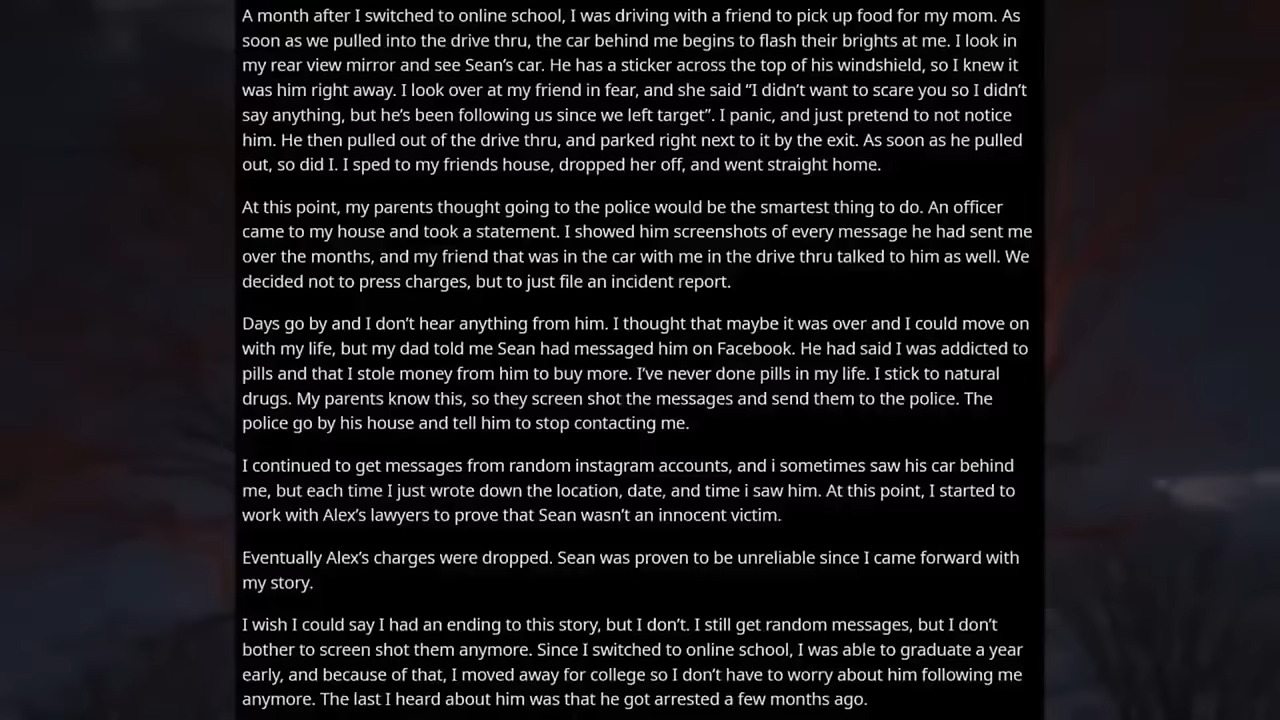 A month after I switched to online school, I was driving with a friend to pick up food for my mom. As
soon as we pulled into the drive thru, the car behind me begins to flash their brights at me. I look in
my rear view mirror and see Sean’s car. He has a sticker across the top of his windshield, so I knew it
was him right away. I look over at my friend in fear, and she said “I didn’t want to scare you so I didn’t
say anything, but he’s been following us since we left target”. I panic, and just pretend to not notice
him. He then pulled out of the drive thru, and parked right next to it by the exit. As soon as he pulled
out, so did I. I sped to my friends house, dropped her off, and went straight home.
At this point, my parents thought going to the police would be the smartest thing to do. An officer
came to my house and took a statement. I showed him screenshots of every message he had sent me
over the months, and my friend that was in the car with me in the drive thru talked to him as well. We
decided not to press charges, but to just file an incident report.
Days go by and I don’t hear anything from him. I thought that maybe it was over and I could move on
with my life, but my dad told me Sean had messaged him on Facebook. He had said I was addicted to
pills and that I stole money from him to buy more. I’ve never done pills in my life. I stick to natural
drugs. My parents know this, so they screen shot the messages and send them to the police. The
police go by his house and tell him to stop contacting me.
I continued to get messages from random instagram accounts, and i sometimes saw his car behind
me, but each time I just wrote down the location, date, and time i saw him. At this point, I started to
work with Alex’s lawyers to prove that Sean wasn’t an innocent victim.
Eventually Alex’s charges were dropped. Sean was proven to be unreliable since I came forward with
my story.
I wish I could say I had an ending to this story, but I don’t. I still get random messages, but I don’t
bother to screen shot them anymore. Since I switched to online school, I was able to graduate a year
early, and because of that, I moved away for college so I don’t have to worry about him following me
anymore. The last I heard about him was that he got arrested a few months ago.